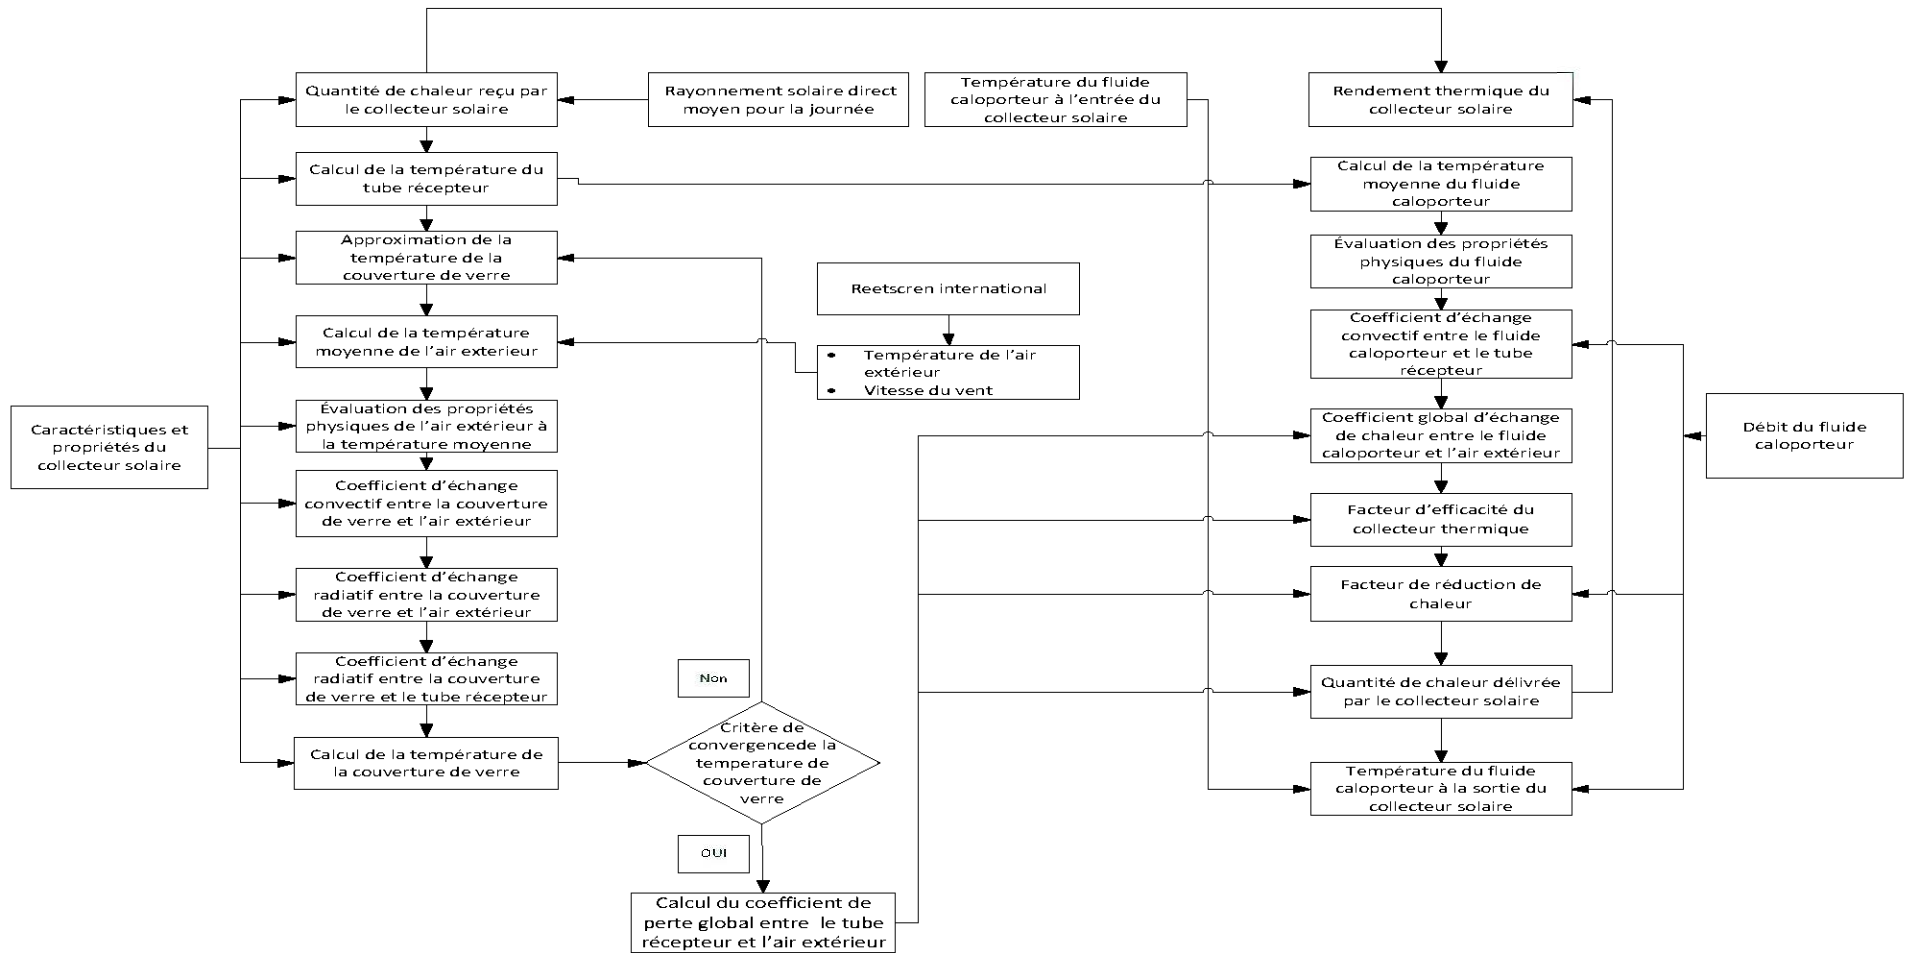 Quantité de chaleur reçu par
le collecteur solaire
Rayonnement solaire direct
moyen pour la journée
Température du fluide
caloporteur à l'entrée du
collecteur solaire
Rendement thermique du
collecteur solaire
Calcul de la température du
tube récepteur
Calcul de la température
moyenne du fluide
caloporteur
Approximation de la
température de la
couverture de verre
Évaluation des propriétés
physiques du fluide
caloporteur
Reetscren international
Calcul de la température
moyenne de l'air exterieur
• Température de l'air
extérieur
• Vitesse du vent
Coefficient d'échange
convectif entre le fluide
caloporteur et le tube
récepteur
Caractéristiques et
propriétés du
collecteur solaire
Évaluation des propriétés
physiques de l'air extérieur à
la température moyenne
Coefficient global d'échange
de chaleur entre le fluide
caloporteur et l'air extérieur
Débit du fluide
caloporteur
Coefficient d'échange
convectif entre la couverture
de verre et l'air extérieur
Facteur d'efficacité du
collecteur thermique
Coefficient d'échange
radiatif entre la couverture
de verre et l'air extérieur
Facteur de réduction de
chaleur
Coefficient d'échange
radiatif entre la couverture
de verre et le tube récepteur
Non
Quantité de chaleur délivrée
par le collecteur solaire
Calcul de la température de
la couverture de verre
Critère de
convergencede la
temperature de
couverture de
verre
Température du fluide
caloporteur à la sortie du
collecteur solaire
OUI
Calcul du coefficient de
perte global entre le tube
récepteur et l'air extérieur